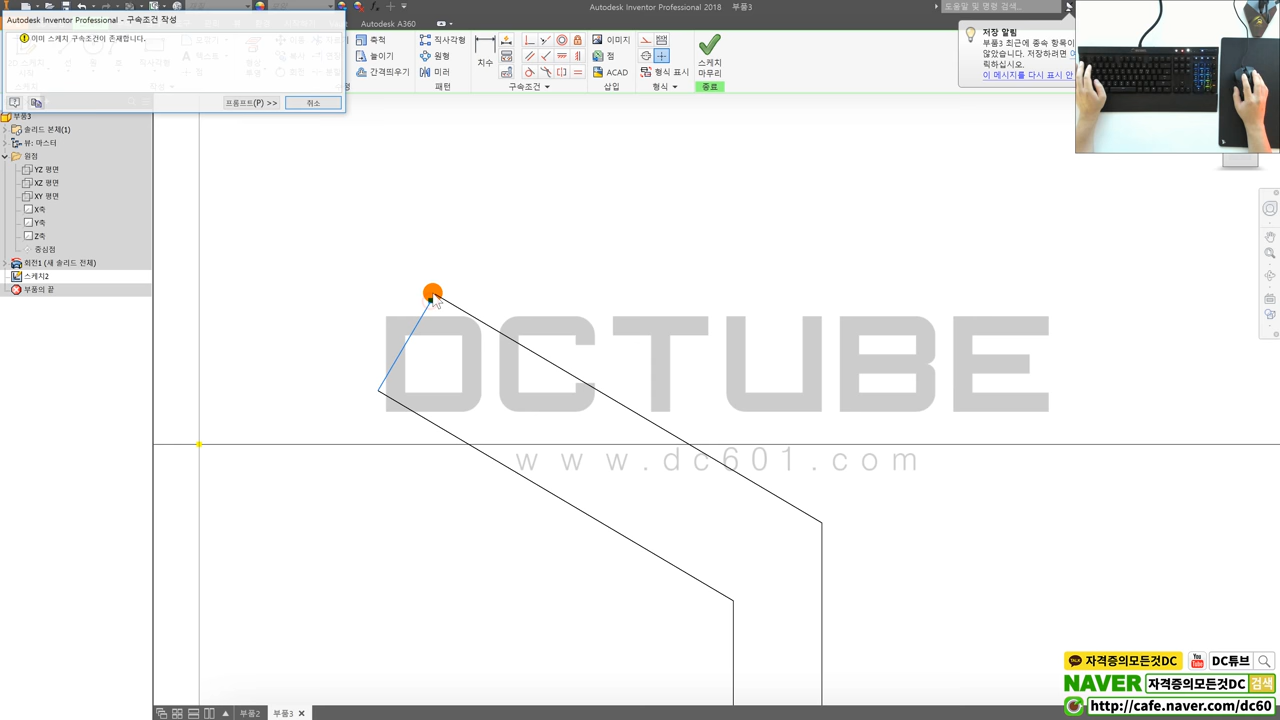 Autodesk Inventor Professional 2018 부품3
도움말 및 명령 검색...
Autodesk Inventor Professional - 구속조건 작성
이미 스케치 구속조건이 존재합니다.
프롬프트(P) >>
취소
Autodesk A360
축척
늘이기
간격띄우기
직사각형
원형
미러
패턴
치수
구속조건
이미지
점
ACAD
삽입
형식 표시
형식
스케치
마무리
종료
저장 알림
부품3 최근에 종속 항목이
않았습니다. 저장하려면
릭하십시오.
이 메시지를 다시 표시 안
부품3
솔리드 본체(1)
뷰: 마스터
원점
YZ 평면
XZ 평면
XY 평면
X축
Y축
Z축
중심점
회전1 (새 솔리드 전체)
스케치2
부품의 끝
DCTUBE
www.dc601.com
부품2
부품3
TALK 자격증의모든것DC
You Tube DC튜브
NAVER 자격증의모든것DC 검색
http://cafe.naver.com/dc60